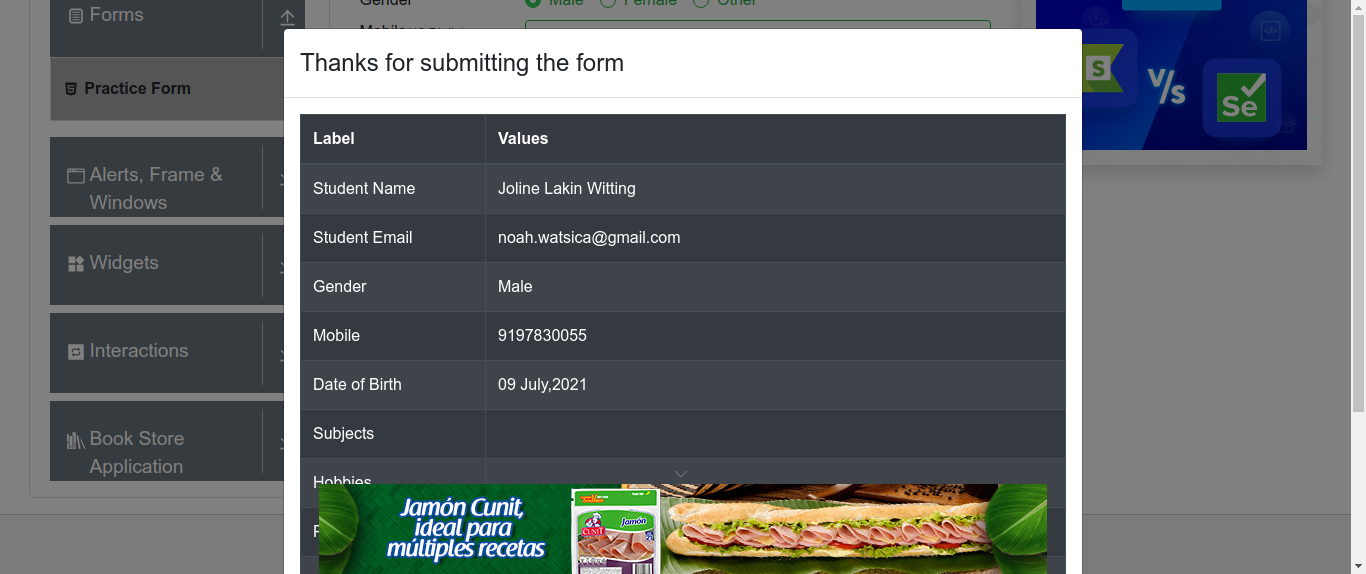 Forms
Gender Male Female Other
Practice Form
Alerts, Frame &
Windows
Widgets
Interactions
Book Store
Application
Thanks for submitting the form
Label Values
Student Name Joline Lakin Witting
Student Email noah.watsica@gmail.com
Gender Male
Mobile 9197830055
Date of Birth 09 July,2021
Subjects
Hobbies
Jamón Cunit,
ideal para
múltiples recetas
CUNIT
Jamón
S
V/s
Se